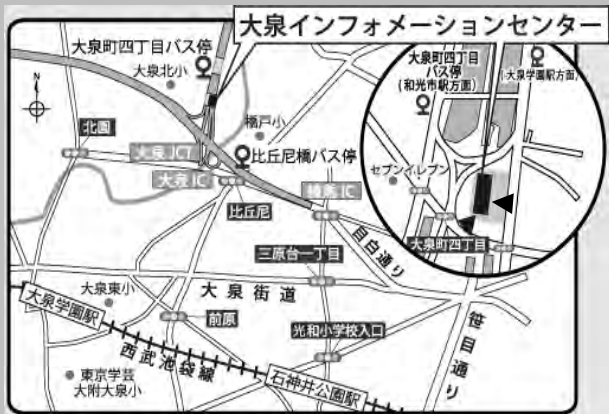 大泉インフォメーションセンター
大泉町四丁目バス停
大泉北小
N
北園
大泉JCT
大泉IC
橋戸小
比丘尼橋バス停
練馬IC
比丘尼
目白通り
三原台一丁目
大泉街道
大泉東小
大泉学園駅
前原
光和小学校入口
笹目通り
西武池袋線
石神井公園駅
東京学芸
大附大泉小
大泉町四丁目
バス停
(和光市駅方面)
(大泉学園駅方面)
セブンイレブン
大泉町四丁目